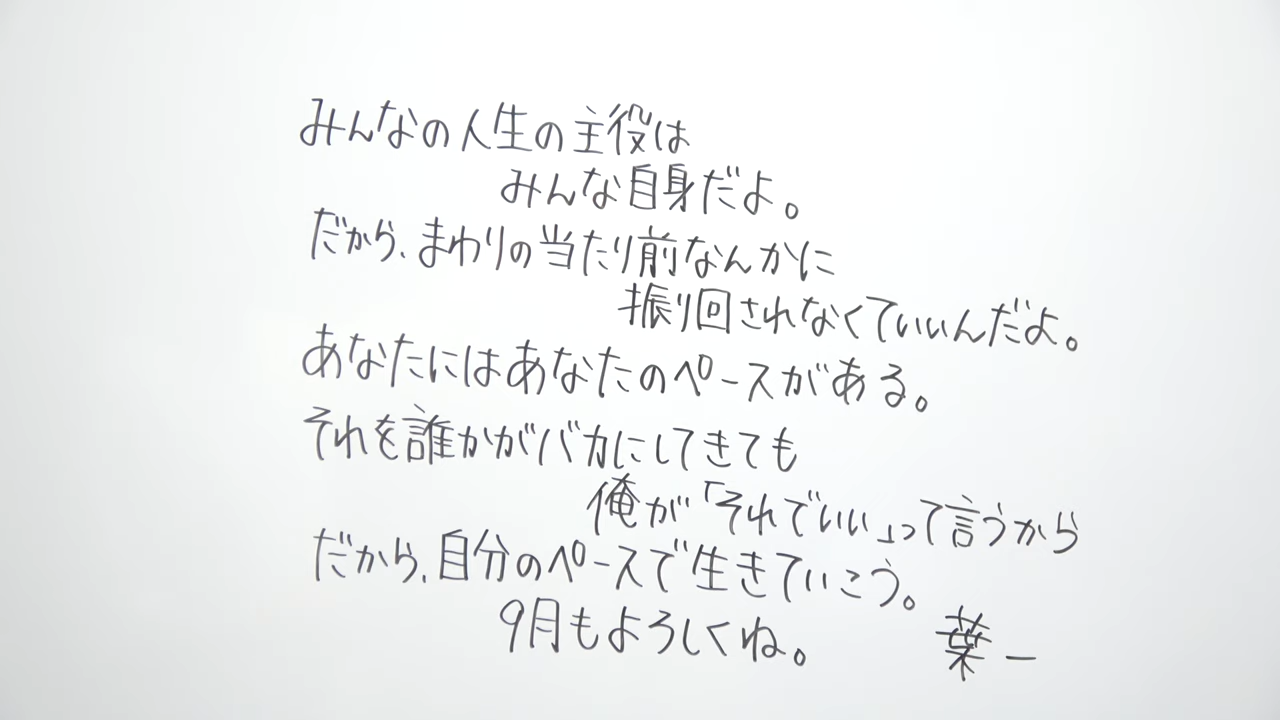 みんなの人生の主役は
みんな自身だよ。
だから、まわりの当たり前なんかに
振り回されなくていいんだよ。
あなたにはあなたのペースがある。
それを誰かがバカにしてきても
俺が「それでいい」って言うから
だから、自分のペースで生きていこう。
9月もよろしくね。
葉一